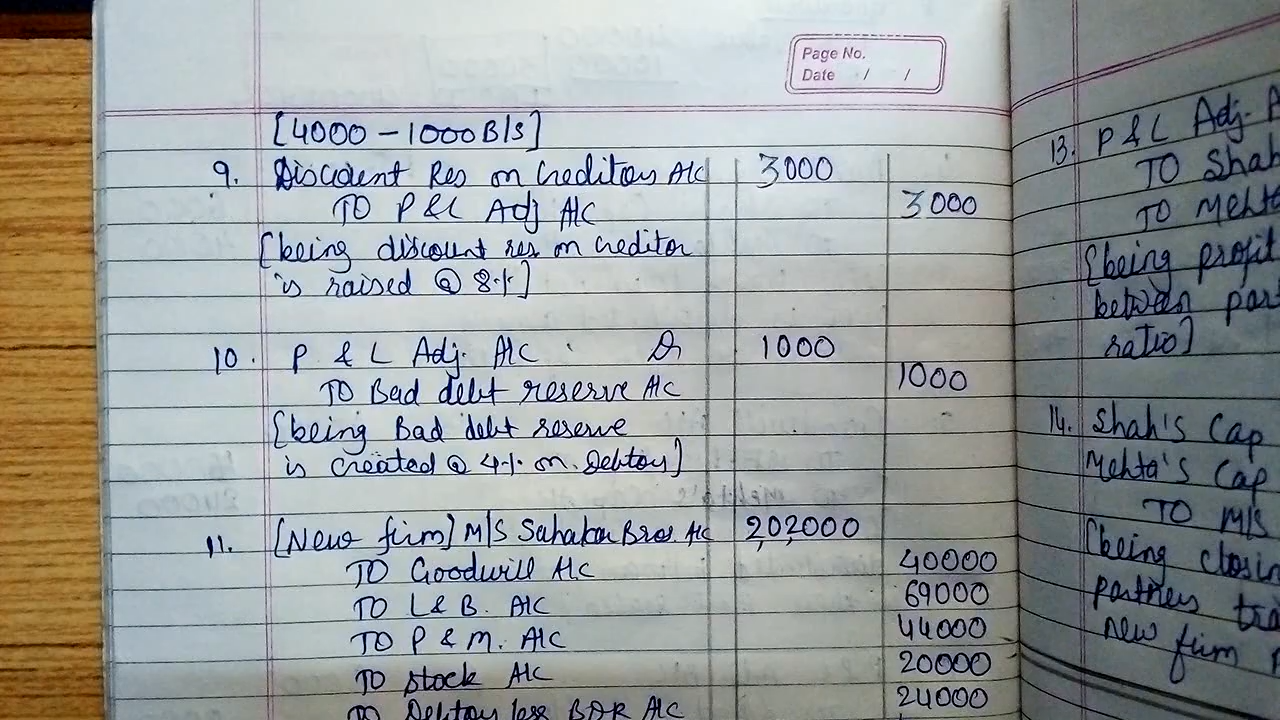 Page No.
Date / /
[4000 - 1000 B/S]
9. Discount Res on Creditors A/c 3000
TO P & L Adj A/C 3000
[being discount res. on Creditor
is raised @ 8%]
10. P & L Adj. A/C Dr 1000
TO Bad debt reserve A/C 1000
[being Bad debt reserve
is created @ 4% on Debtors]
11. [New firm] M/S Sahakar Bros. A/c 202000
TO Goodwill A/C 40000
TO L & B. A/C 69000
TO P & M. A/C 44000
TO Stock A/C 20000
TO Debtors less BDR A/C 24000
13. P & L Adj.
TO Shah
TO Mehta
[being profit
between
ratio]
14. Shah's Cap
Mehta's Cap
TO M/S
[being closin
partners tra
new firm